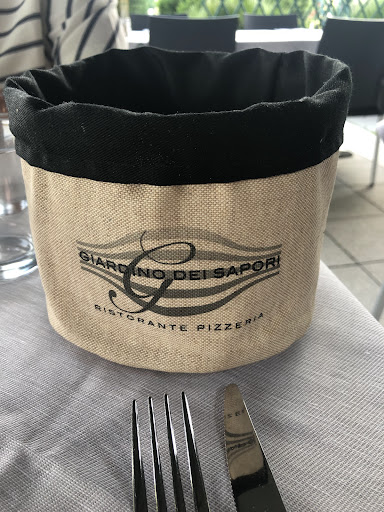 GIARDINO DEI SAPORI
G
RISTORANTE PIZZERIA